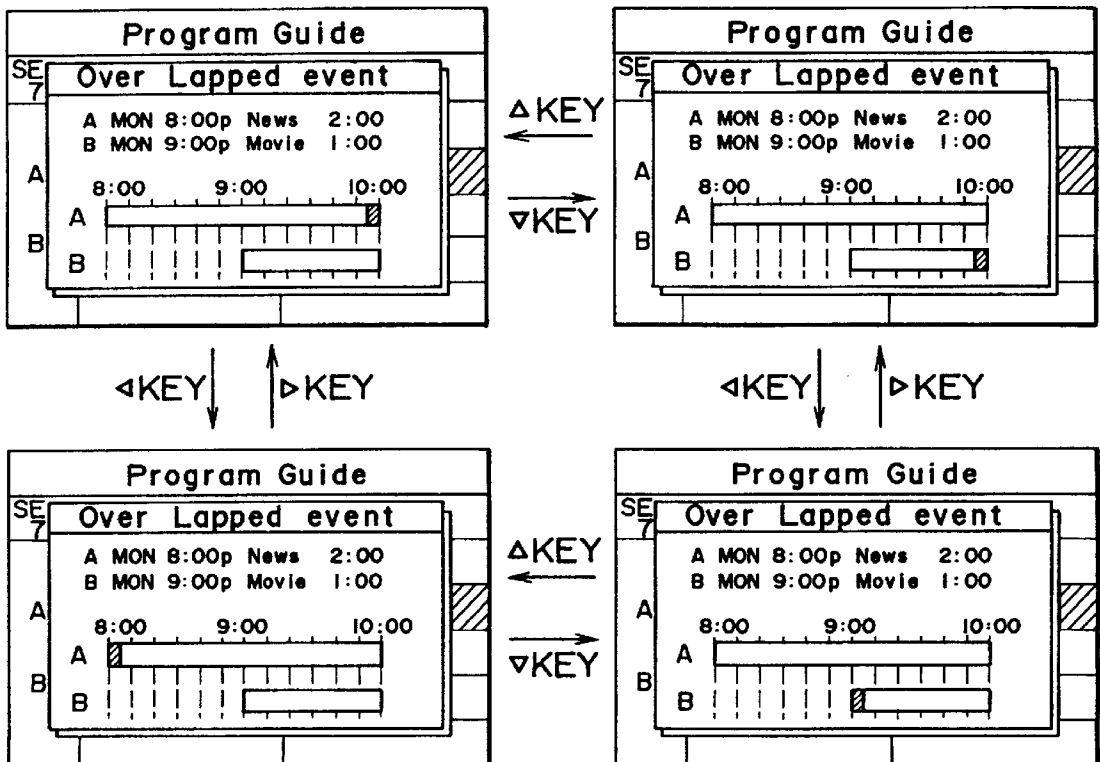 Program Guide
SE
7
Over Lapped event
A MON 8:00p News 2:00
B MON 9:00p Movie 1:00
8:00 9:00 10:00
A
A
B
B
△KEY
▽KEY
Program Guide
SE
7
Over Lapped event
A MON 8:00p News 2:00
B MON 9:00p Movie 1:00
8:00 9:00 10:00
A
A
B
B
◁KEY ▷KEY
◁KEY ▷KEY
Program Guide
SE
7
Over Lapped event
A MON 8:00p News 2:00
B MON 9:00p Movie 1:00
8:00 9:00 10:00
A
A
B
B
△KEY
▽KEY
Program Guide
SE
7
Over Lapped event
A MON 8:00p News 2:00
B MON 9:00p Movie 1:00
8:00 9:00 10:00
A
A
B
B